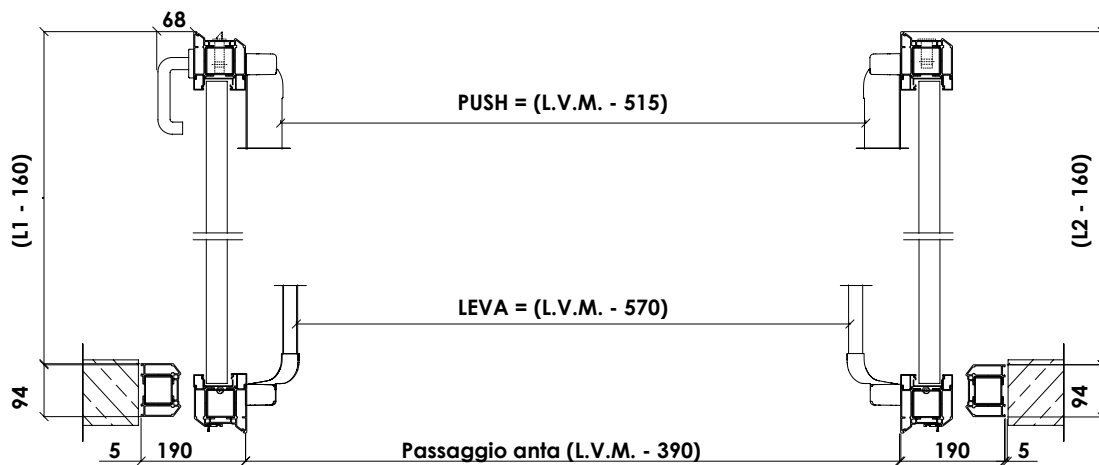 68
PUSH = (L.V.M. - 515)
(L1 - 160)
(L2 - 160)
LEVA = (L.V.M. - 570)
94
94
5
190
Passaggio anta (L.V.M. - 390)
190
5